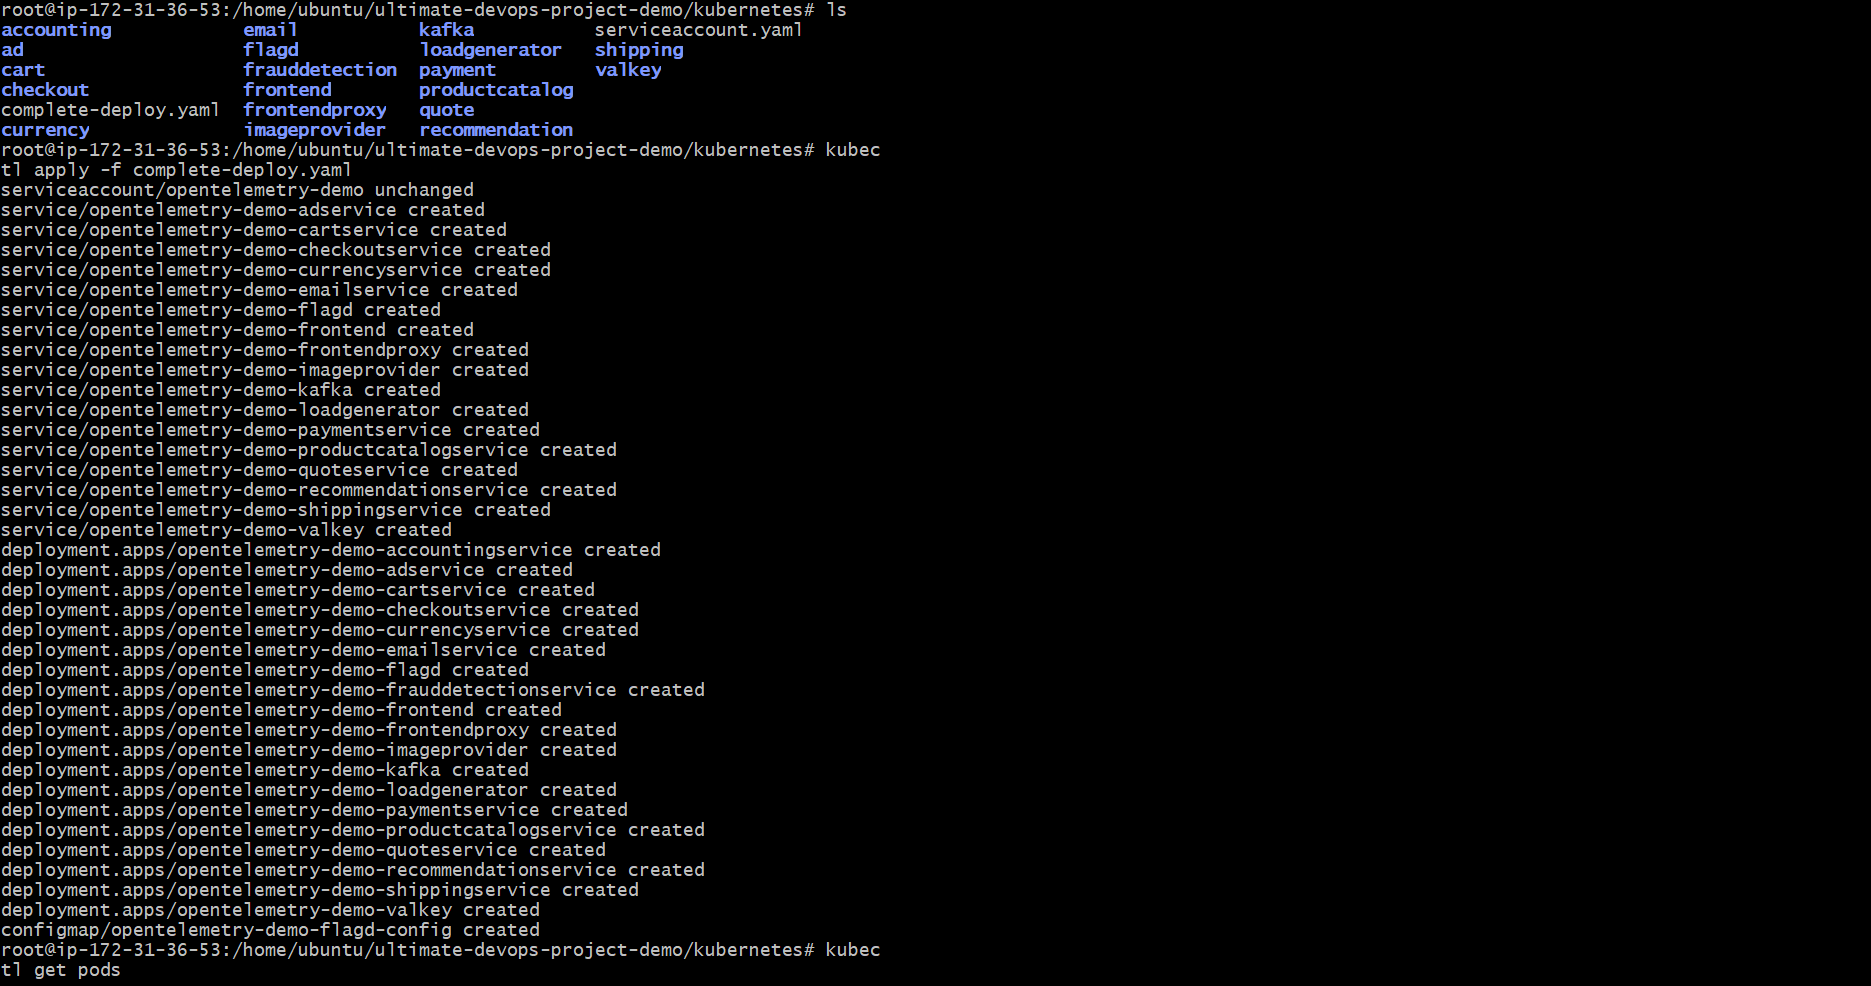 root@ip-172-31-36-53:/home/ubuntu/ultimate-devops-project-demo/kubernetes# ls
accounting            email           kafka           serviceaccount.yaml
ad                    flagd           loadgenerator   shipping
cart                  frauddetection  payment         valkey
checkout              frontend        productcatalog
complete-deploy.yaml  frontendproxy   quote
currency              imageprovider   recommendation
root@ip-172-31-36-53:/home/ubuntu/ultimate-devops-project-demo/kubernetes# kubec
tl apply -f complete-deploy.yaml
serviceaccount/opentelemetry-demo unchanged
service/opentelemetry-demo-adservice created
service/opentelemetry-demo-cartservice created
service/opentelemetry-demo-checkoutservice created
service/opentelemetry-demo-currencyservice created
service/opentelemetry-demo-emailservice created
service/opentelemetry-demo-flagd created
service/opentelemetry-demo-frontend created
service/opentelemetry-demo-frontendproxy created
service/opentelemetry-demo-imageprovider created
service/opentelemetry-demo-kafka created
service/opentelemetry-demo-loadgenerator created
service/opentelemetry-demo-paymentservice created
service/opentelemetry-demo-productcatalogservice created
service/opentelemetry-demo-quoteservice created
service/opentelemetry-demo-recommendationservice created
service/opentelemetry-demo-shippingservice created
service/opentelemetry-demo-valkey created
deployment.apps/opentelemetry-demo-accountingservice created
deployment.apps/opentelemetry-demo-adservice created
deployment.apps/opentelemetry-demo-cartservice created
deployment.apps/opentelemetry-demo-checkoutservice created
deployment.apps/opentelemetry-demo-currencyservice created
deployment.apps/opentelemetry-demo-emailservice created
deployment.apps/opentelemetry-demo-flagd created
deployment.apps/opentelemetry-demo-frauddetectionservice created
deployment.apps/opentelemetry-demo-frontend created
deployment.apps/opentelemetry-demo-frontendproxy created
deployment.apps/opentelemetry-demo-imageprovider created
deployment.apps/opentelemetry-demo-kafka created
deployment.apps/opentelemetry-demo-loadgenerator created
deployment.apps/opentelemetry-demo-paymentservice created
deployment.apps/opentelemetry-demo-productcatalogservice created
deployment.apps/opentelemetry-demo-quoteservice created
deployment.apps/opentelemetry-demo-recommendationservice created
deployment.apps/opentelemetry-demo-shippingservice created
deployment.apps/opentelemetry-demo-valkey created
configmap/opentelemetry-demo-flagd-config created
root@ip-172-31-36-53:/home/ubuntu/ultimate-devops-project-demo/kubernetes# kubec
tl get pods